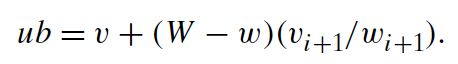 ub = v + (W − w)(v_{i+1}/w_{i+1}).